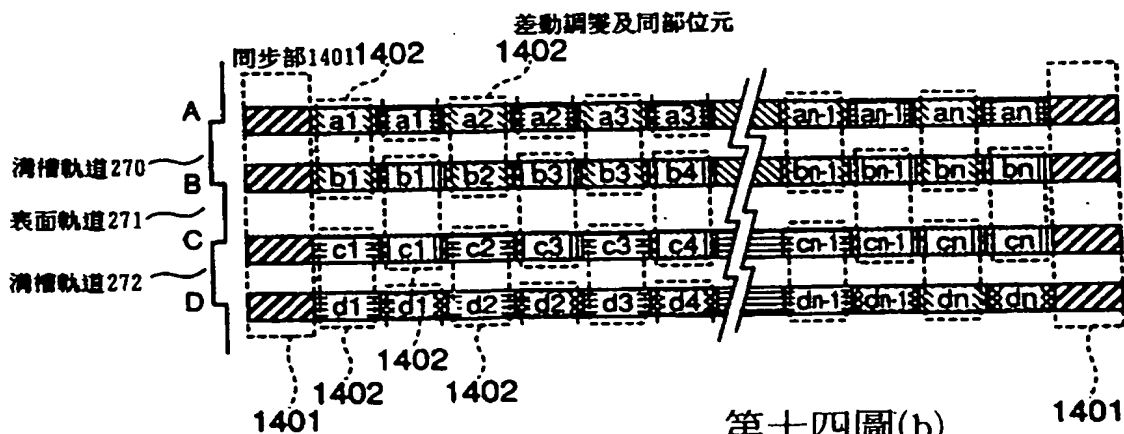 差動調變及同部位元
同步部1401 1402 1402
A a1 a1 a2 a2 a3 a3 an-1 an-1 an an
溝槽軌道270
B b1 b1 b2 b3 b3 b4 bn-1 bn-1 bn bn
表面軌道271
C c1 c1 c2 c3 c3 c4 cn-1 cn-1 cn cn
溝槽軌道272
D d1 d1 d2 d2 d3 d4 dn-1 dn-1 dn dn
1402
1402 1402
1401 1401
第十四圖(b)